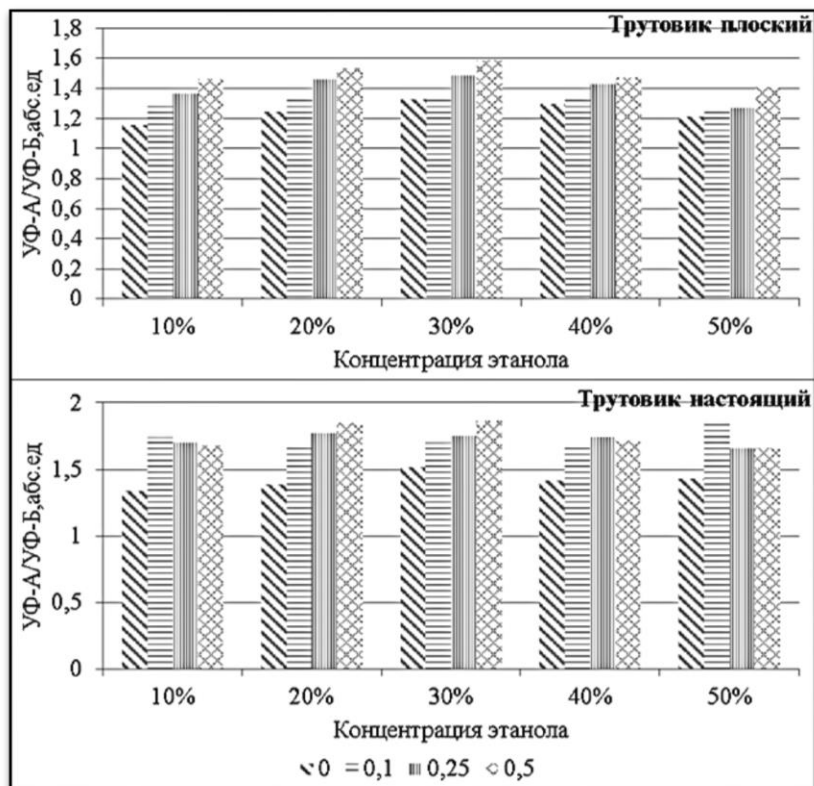 Трутовик плоский
1,8
1,6
1,4
1,2
1
0,8
0,6
0,4
0,2
0
УФ-А/УФ-Б,абс.ед
10% 20% 30% 40% 50%
Концентрация этанола
Трутовик настоящий
2
1,5
1
0,5
0
УФ-А/УФ-Б,абс.ед
10% 20% 30% 40% 50%
Концентрация этанола
0 0,1 0,25 0,5